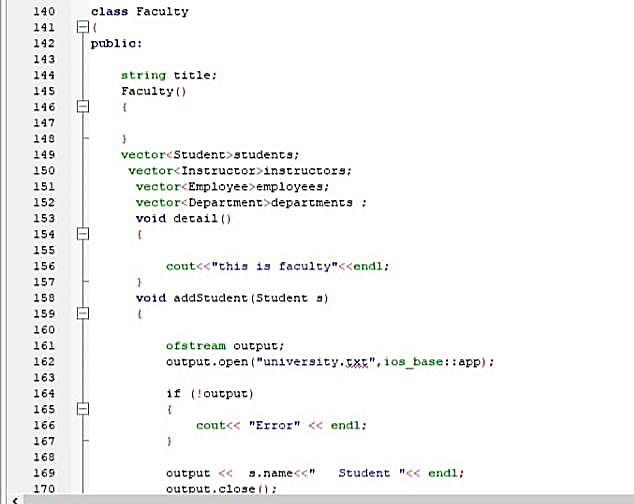 140 class Faculty
141 {
142 public:
143
144 string title;
145 Faculty()
146 {
147
148 }
149 vector<Student>students;
150 vector<Instructor>instructors;
151 vector<Employee>employees;
152 vector<Department>departments ;
153 void detail()
154 {
155
156 cout<<"this is faculty"<<endl;
157 }
158 void addStudent(Student s)
159 {
160
161 ofstream output;
162 output.open("university.txt",ios_base::app);
163
164 if (!output)
165 {
166 cout<< "Error" << endl;
167 }
168
169 output << s.name<<" Student "<< endl;
170 output.close();